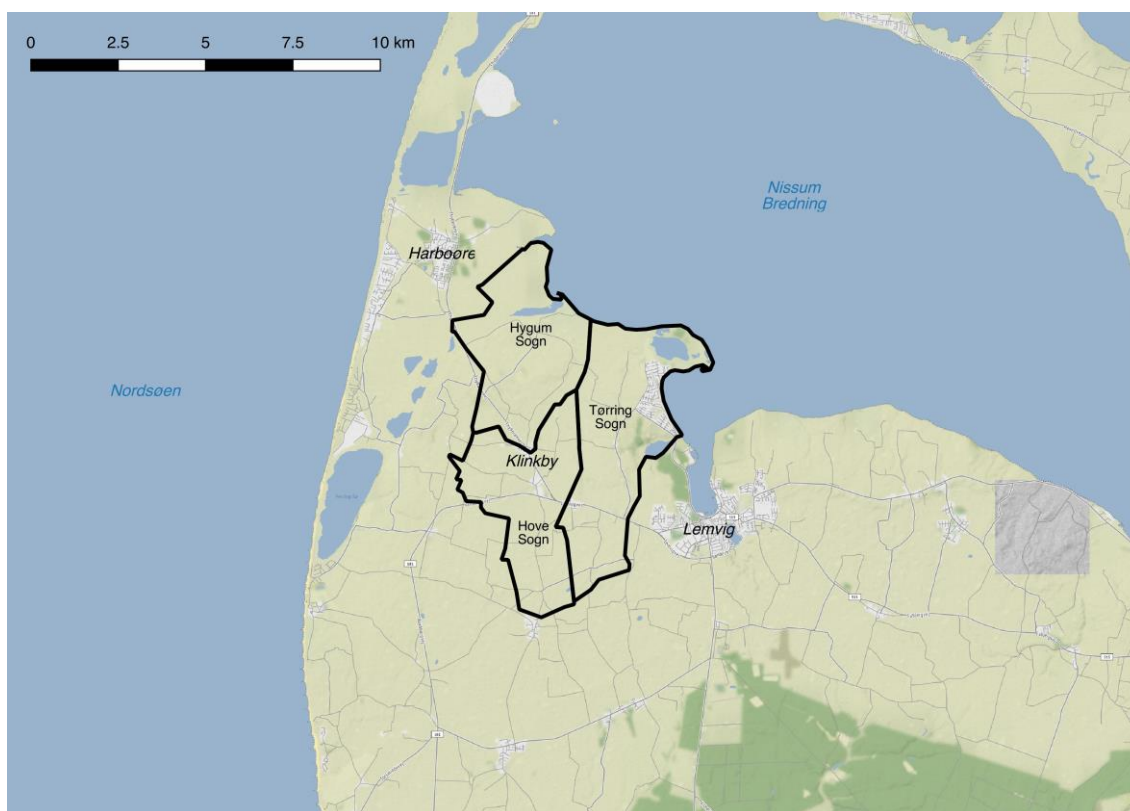 0 2.5 5 7.5 10 km
Nissum
Bredning
Harboøre
Hygum
Sogn
Nordsøen
Tørring
Sogn
Klinkby
Hove
Sogn
Lemvig